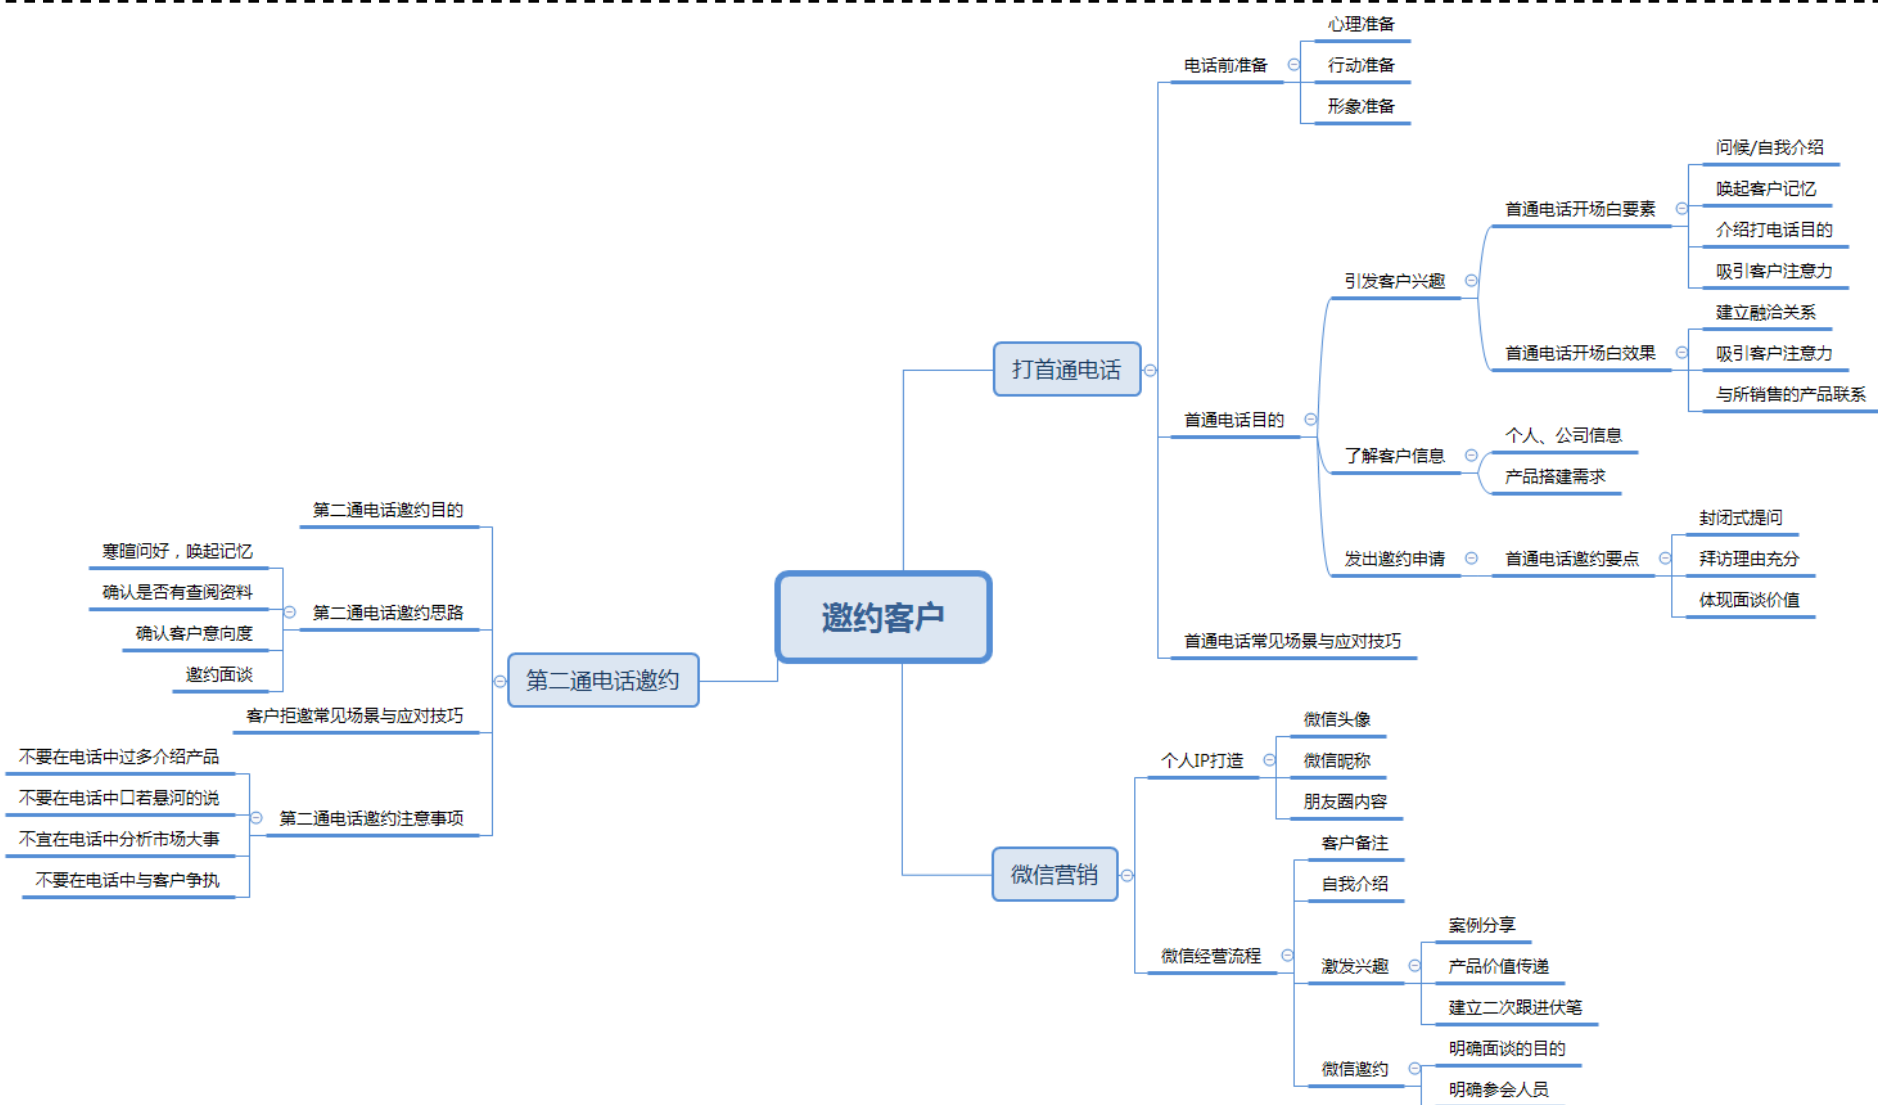 邀约客户
打首通电话
电话前准备
心理准备
行动准备
形象准备
首通电话目的
引发客户兴趣
首通电话开场白要素
问候/自我介绍
唤起客户记忆
介绍打电话目的
吸引客户注意力
首通电话开场白效果
建立融洽关系
吸引客户注意力
与所销售的产品联系
了解客户信息
个人、公司信息
产品搭建需求
发出邀约申请
首通电话邀约要点
封闭式提问
拜访理由充分
体现面谈价值
首通电话常见场景与应对技巧
微信营销
个人IP打造
微信头像
微信昵称
朋友圈内容
微信经营流程
客户备注
自我介绍
激发兴趣
案例分享
产品价值传递
建立二次跟进伏笔
微信邀约
明确面谈的目的
明确参会人员
第二通电话邀约
第二通电话邀约目的
第二通电话邀约思路
寒暄问好，唤起记忆
确认是否有查阅资料
确认客户意向度
邀约面谈
客户拒邀常见场景与应对技巧
第二通电话邀约注意事项
不要在电话中过多介绍产品
不要在电话中口若悬河的说
不宜在电话中分析市场大事
不要在电话中与客户争执